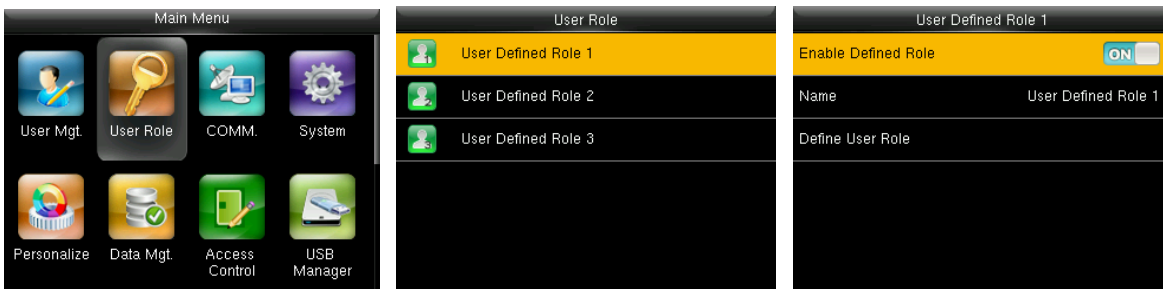 Main Menu
User Mgt.
User Role
COMM.
System
Personalize
Data Mgt.
Access
Control
USB
Manager
User Role
User Defined Role 1
User Defined Role 2
User Defined Role 3
User Defined Role 1
Enable Defined Role
ON
Name
User Defined Role 1
Define User Role